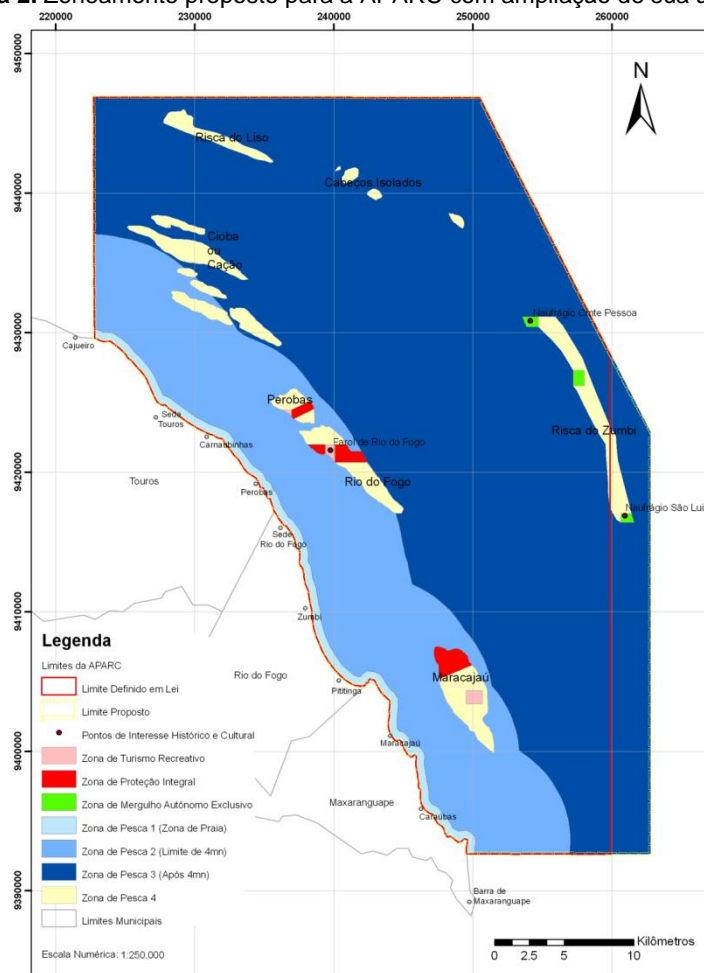 Zoneamento proposto para a APARC com ampliação de sua
220000 230000 240000 250000 260000
9450000
N
Risca do Liso
9440000
Cabeços Isolados
Cioba
ou
Cação
9430000
Naufrágio Cmte Pessoa
Cajueiro
Perobas
Risca do Zumbi
Sede
Touros
Farol de Rio do Fogo
Carnaubinhas
9420000
Touros
Perobas
Rio do Fogo
Naufrágio São Lui
Sede
Rio do Fogo
9410000
Zumbi
Legenda
Limites da APARC
Limite Definido em Lei
Limite Proposto
Pontos de Interesse Histórico e Cultural
Zona de Turismo Recreativo
Zona de Proteção Integral
Zona de Mergulho Autónomo Exclusivo
Zona de Pesca 1 (Zona de Praia)
Zona de Pesca 2 (Limite de 4mn)
Zona de Pesca 3 (Após 4mn)
Zona de Pesca 4
Limites Municipais
Escala Numérica: 1:250,000
Rio do Fogo
Pititinga
Maracajaú
9400000
Maracajaú
Maxaranguape
Caraúbas
9390000
Barra de
Maxaranguape
Kilômetros
0 2.5 5 10